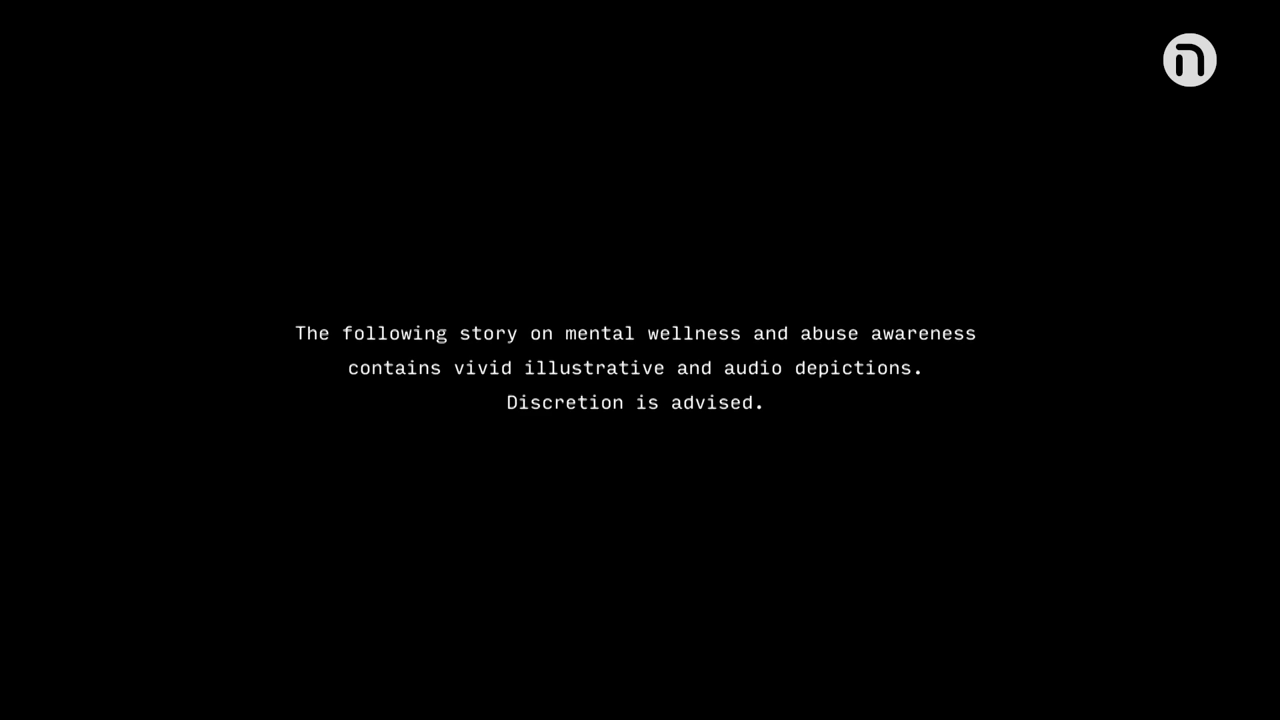 The following story on mental wellness and abuse awareness
contains vivid illustrative and audio depictions.
Discretion is advised.